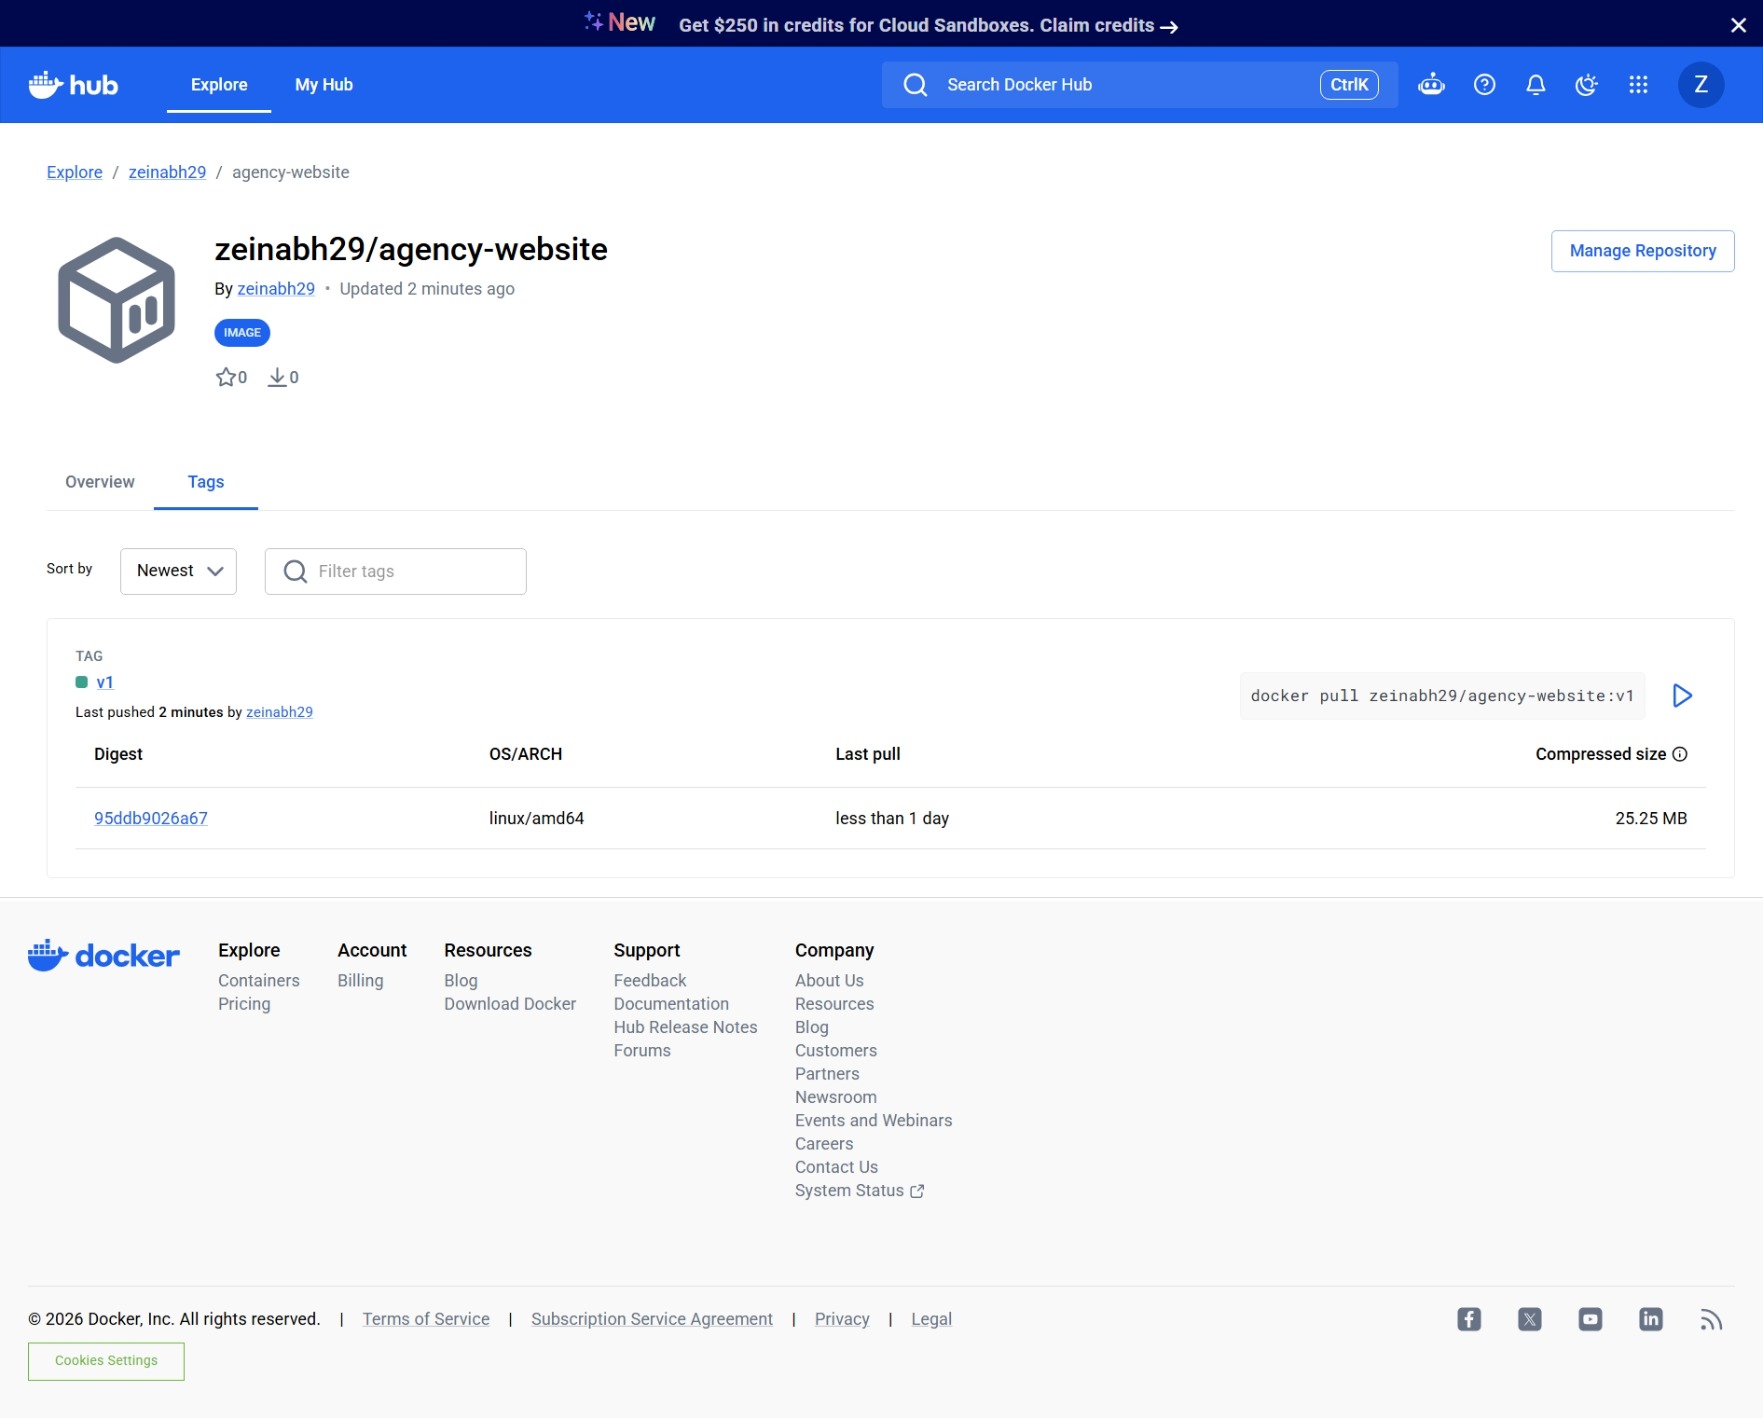 New Get $250 in credits for Cloud Sandboxes. Claim credits →
hub Explore My Hub Search Docker Hub CtrlK Z
Explore / zeinabh29 / agency-website
zeinabh29/agency-website
Manage Repository
By zeinabh29 • Updated 2 minutes ago
IMAGE
0 0
Overview Tags
Sort by Newest Filter tags
TAG
v1
docker pull zeinabh29/agency-website:v1
Last pushed 2 minutes by zeinabh29
Digest OS/ARCH Last pull Compressed size
95ddb9026a67 linux/amd64 less than 1 day 25.25 MB
docker
Explore
Containers
Pricing
Account
Billing
Resources
Blog
Download Docker
Support
Feedback
Documentation
Hub Release Notes
Forums
Company
About Us
Resources
Blog
Customers
Partners
Newsroom
Events and Webinars
Careers
Contact Us
System Status
© 2026 Docker, Inc. All rights reserved. | Terms of Service | Subscription Service Agreement | Privacy | Legal
Cookies Settings